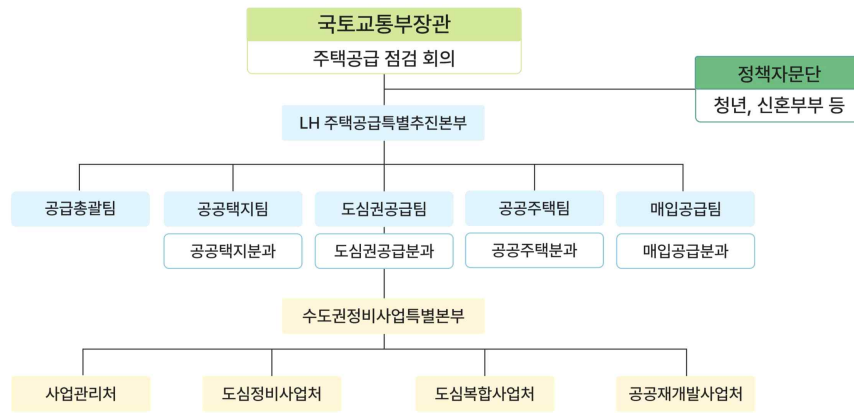 국토교통부장관
주택공급 점검 회의
정책자문단
청년, 신혼부부 등
LH 주택공급특별추진본부
공급총괄팀
공공택지팀
도심권공급팀
공공주택팀
매입공급팀
공공택지분과
도심권공급분과
공공주택분과
매입공급분과
수도권정비사업특별본부
사업관리처
도심정비사업처
도심복합사업처
공공재개발사업처